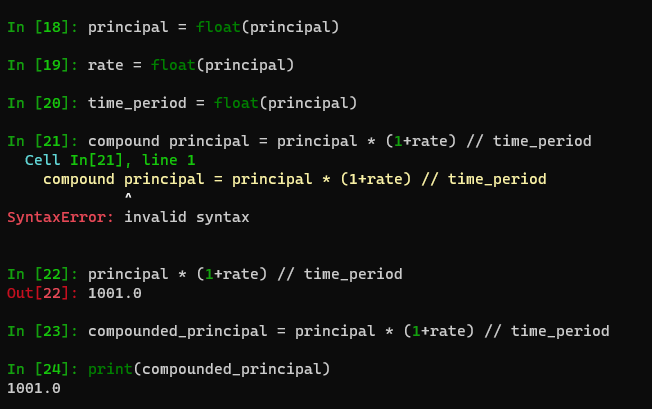 In [18]: principal = float(principal)
In [19]: rate = float(principal)
In [20]: time_period = float(principal)
In [21]: compound principal = principal * (1+rate) // time_period
  Cell In[21], line 1
    compound principal = principal * (1+rate) // time_period
             ^
SyntaxError: invalid syntax
In [22]: principal * (1+rate) // time_period
Out[22]: 1001.0
In [23]: compounded_principal = principal * (1+rate) // time_period
In [24]: print(compounded_principal)
1001.0